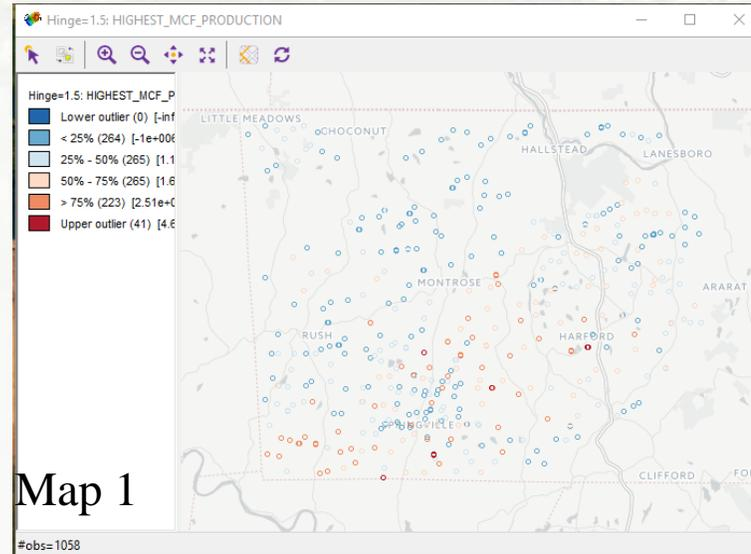 Hinge=1.5: HIGHEST_MCF_PRODUCTION
Hinge=1.5: HIGHEST_MCF_P
Lower outlier (0) [-inf
< 25% (264) [-1e+006
25% - 50% (265) [1.1
50% - 75% (265) [1.6
> 75% (223) [2.51e+0
Upper outlier (41) [4.6
LITTLE MEADOWS
CHOCONUT
HALLSTEAD
LANESBORO
MONTROSE
ARARAT
RUSH
HARFORD
SPRINGVILLE
CLIFFORD
FO
Map 1
#obs=1058